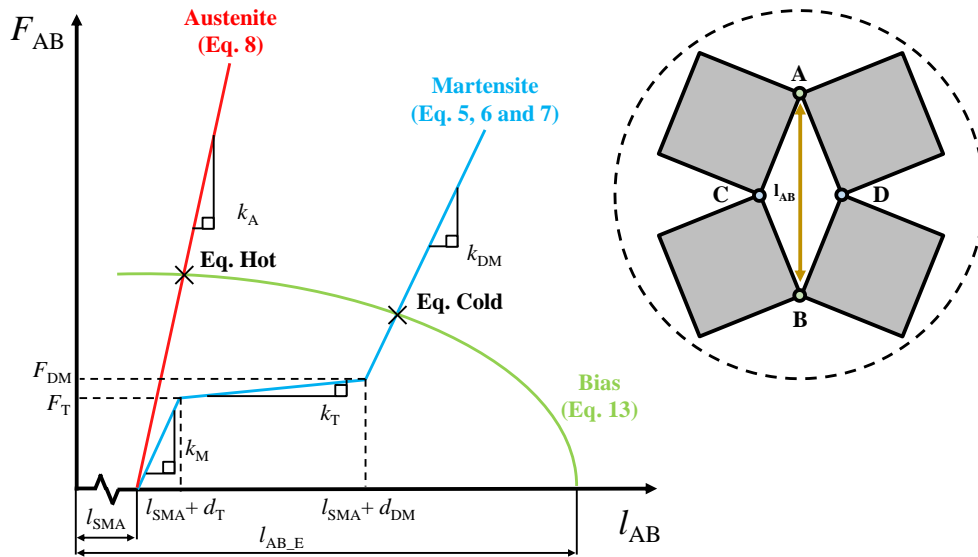 F_AB
Austenite
(Eq. 8)
Martensite
(Eq. 5, 6 and 7)
k_A
k_DM
Eq. Hot
Eq. Cold
F_DM
F_T
k_T
k_M
Bias
(Eq. 13)
l_SMA
l_SMA + d_T
l_SMA + d_DM
l_AB
l_AB_E
A
C
l_AB
D
B